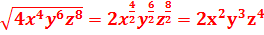 √(4x⁴y⁶z⁸) = 2x^(4/2)y^(6/2)z^(8/2) = 2x²y³z⁴